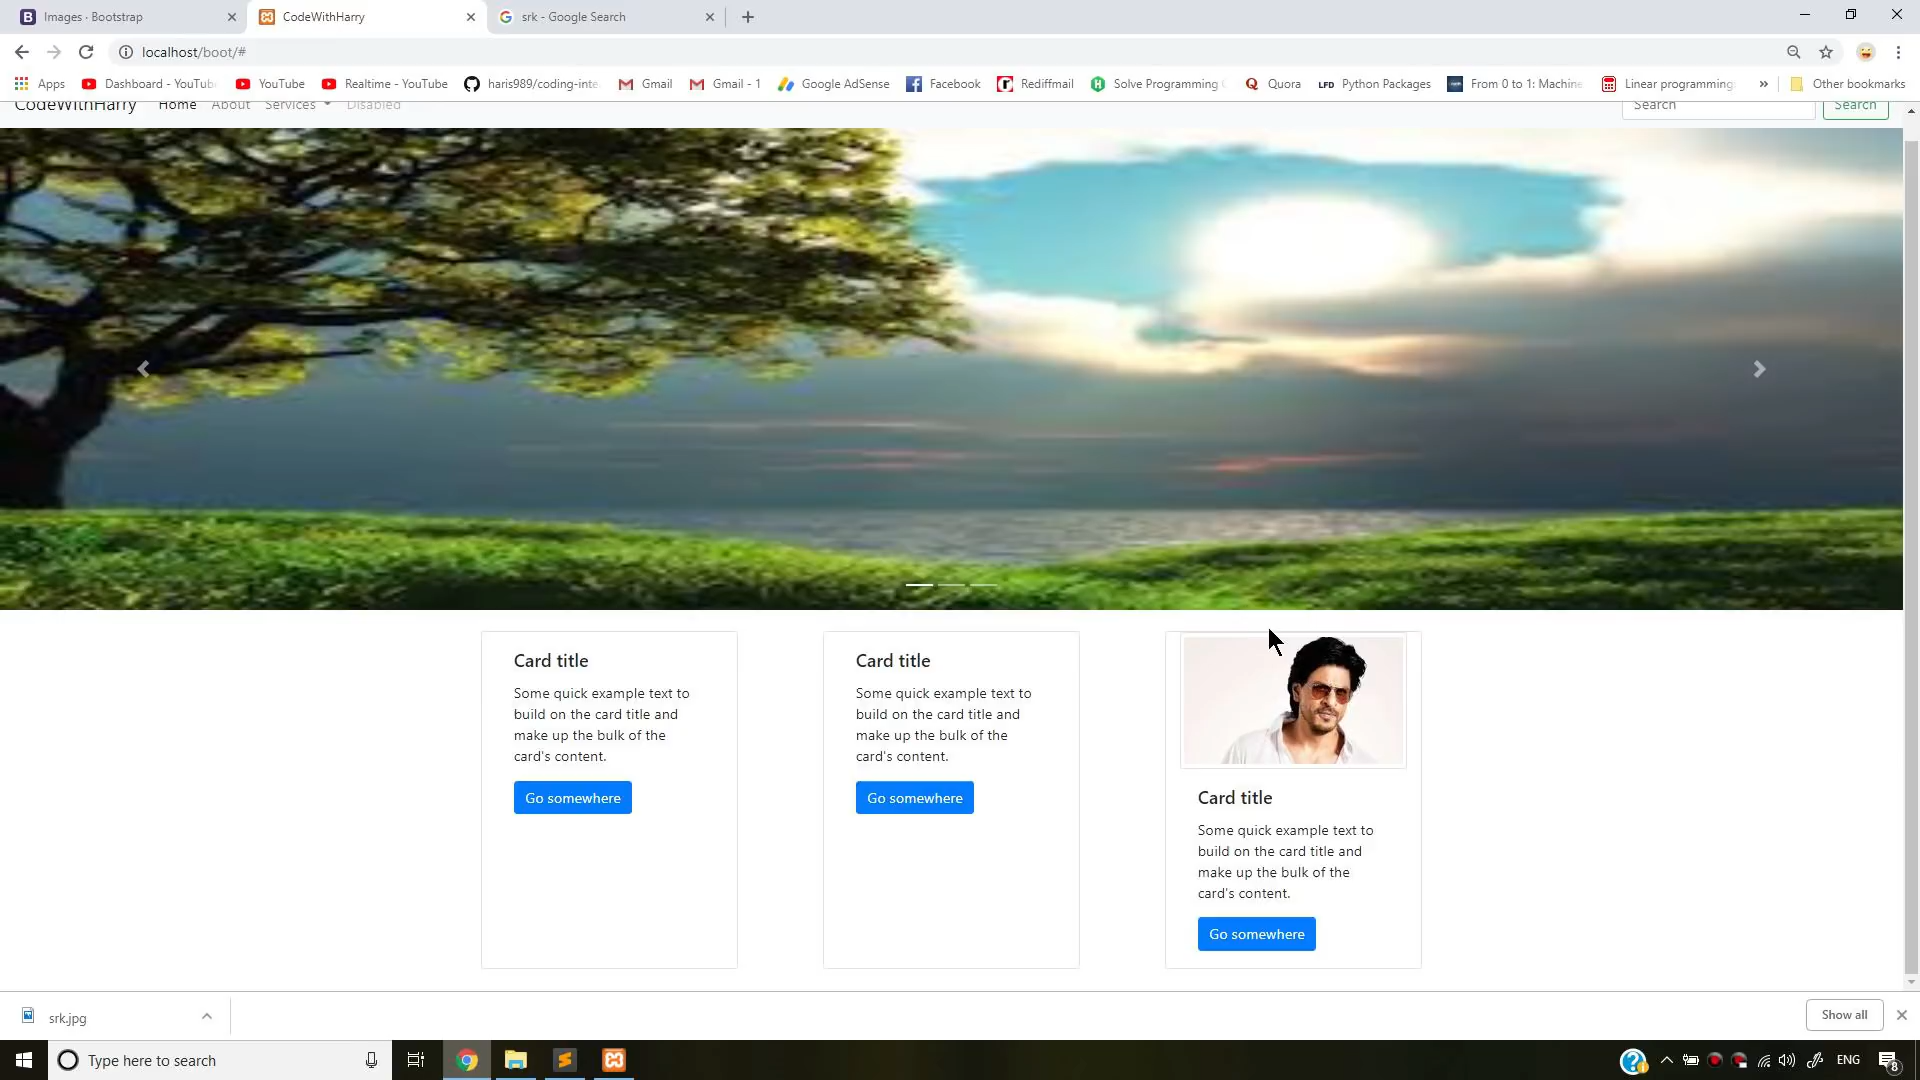 Images · Bootstrap
CodeWithHarry
srk - Google Search
localhost/boot/#
Apps
Dashboard - YouTub
YouTube
Realtime - YouTube
haris989/coding-inte
Gmail
Gmail - 1
Google AdSense
Facebook
Rediffmail
Solve Programming
Quora
LFD Python Packages
From 0 to 1: Machine
Linear programming
»
Other bookmarks
CodeWithHarry
Home
About
Services
Disabled
Search
Search
Card title
Some quick example text to
build on the card title and
make up the bulk of the
card's content.
Go somewhere
Card title
Some quick example text to
build on the card title and
make up the bulk of the
card's content.
Go somewhere
Card title
Some quick example text to
build on the card title and
make up the bulk of the
card's content.
Go somewhere
srk.jpg
Show all
Type here to search
ENG
8